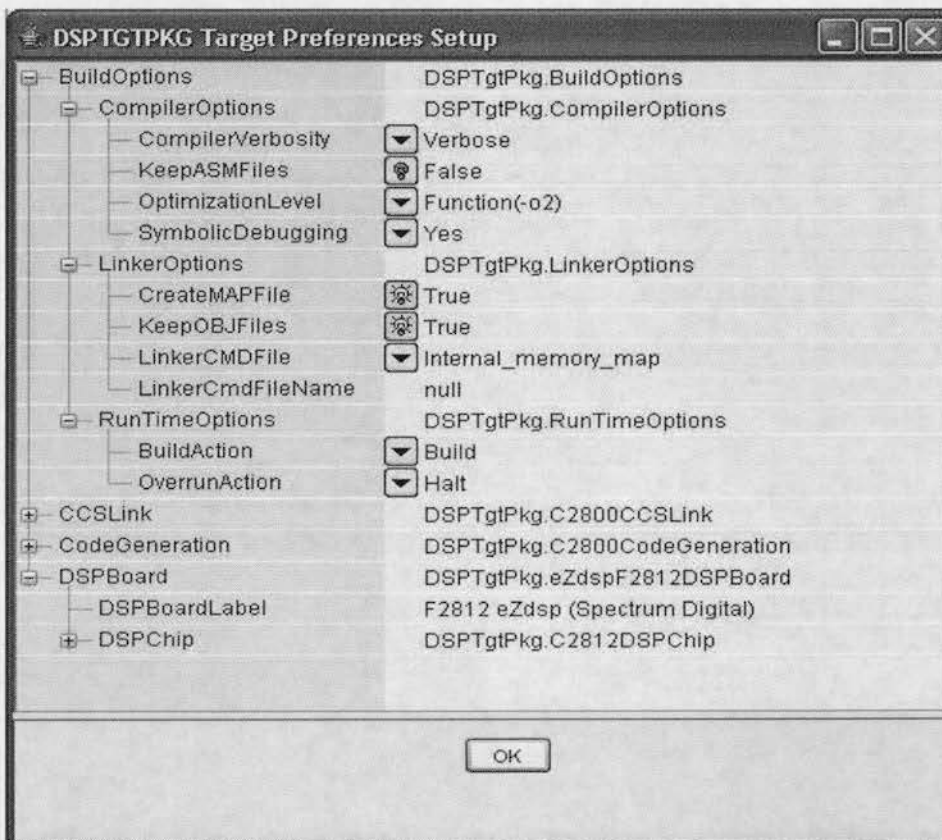 DSPTGTPKG Target Preferences Setup
BuildOptions DSPTgtPkg.BuildOptions
CompilerOptions DSPTgtPkg.CompilerOptions
CompilerVerbosity Verbose
KeepASMFiles False
OptimizationLevel Function(-o2)
SymbolicDebugging Yes
LinkerOptions DSPTgtPkg.LinkerOptions
CreateMAPFile True
KeepOBJFiles True
LinkerCMDFile Internal_memory_map
LinkerCmdFileName null
RunTimeOptions DSPTgtPkg.RunTimeOptions
BuildAction Build
OverrunAction Halt
CCSLink DSPTgtPkg.C2800CCSLink
CodeGeneration DSPTgtPkg.C2800CodeGeneration
DSPBoard DSPTgtPkg.eZdspF2812DSPBoard
DSPBoardLabel F2812 eZdsp (Spectrum Digital)
DSPChip DSPTgtPkg.C2812DSPChip
OK